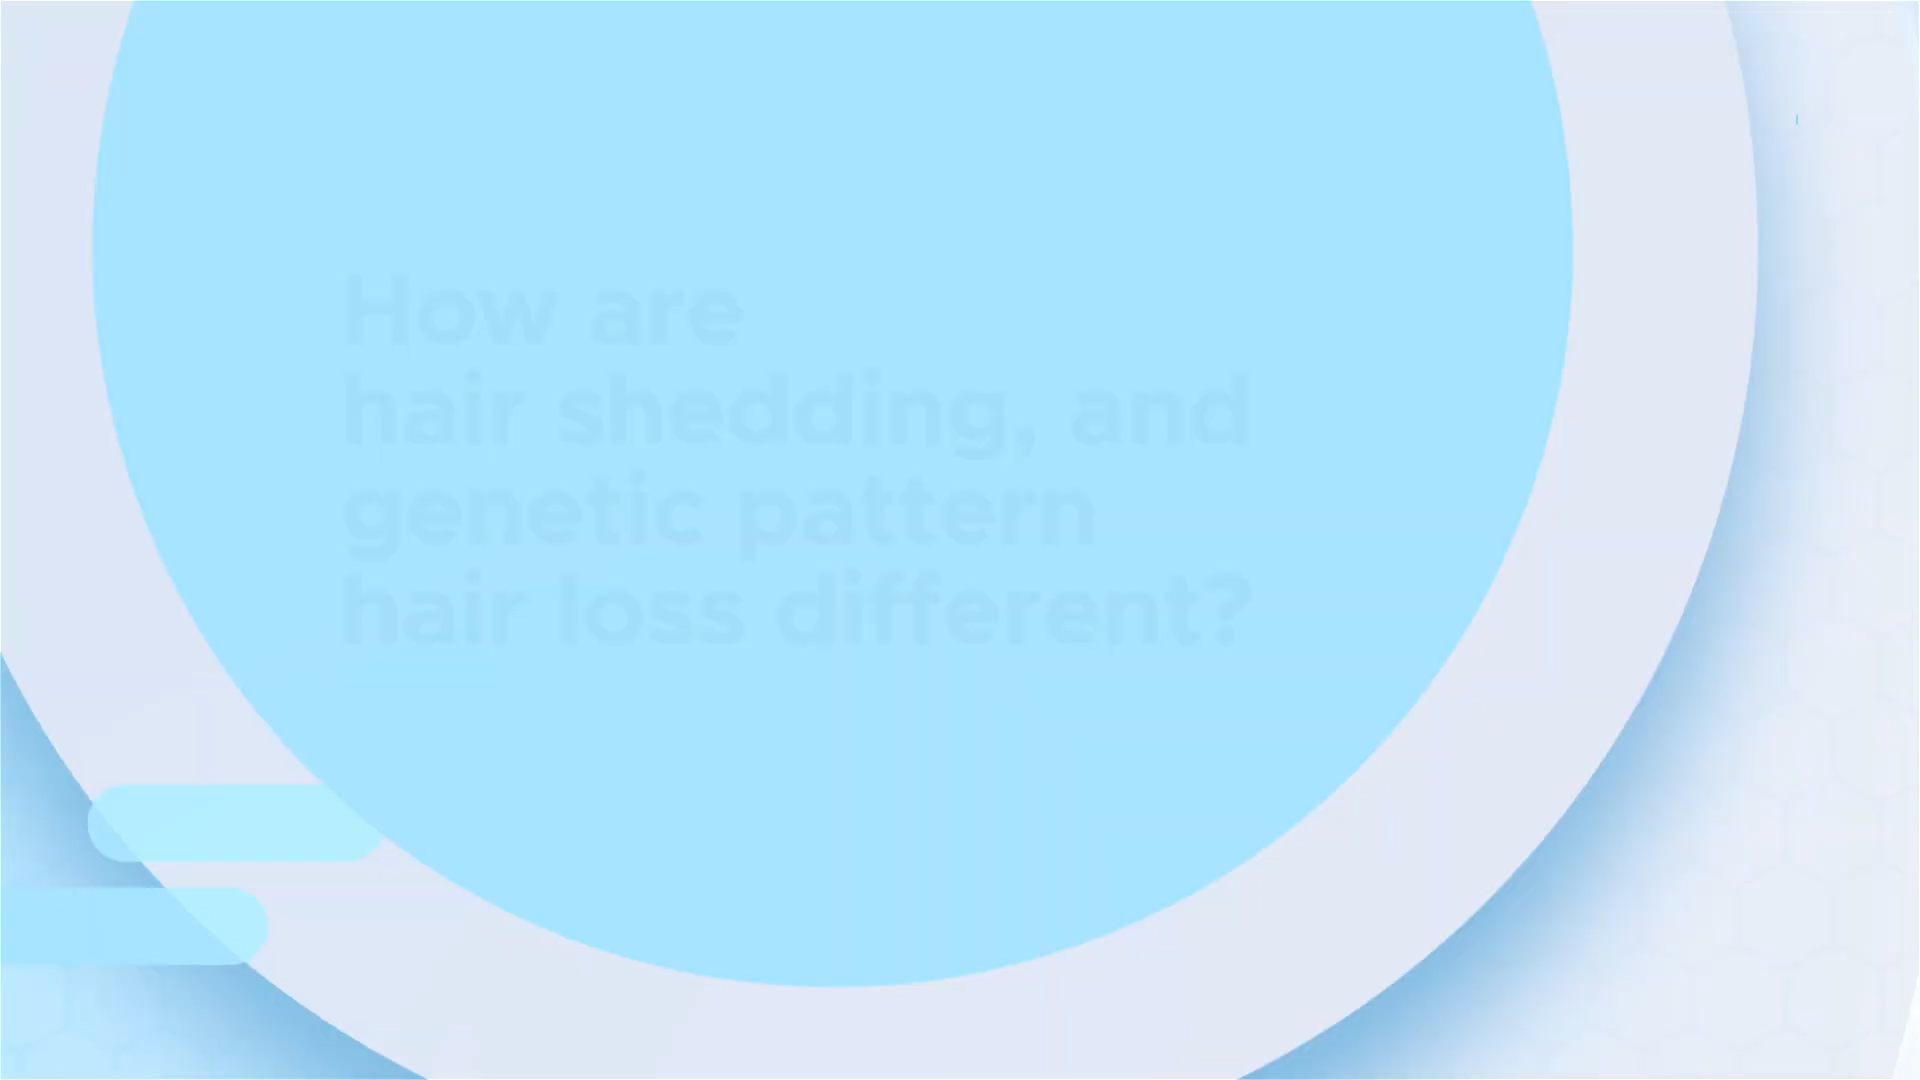 How are
hair shedding, and
genetic pattern
hair loss different?